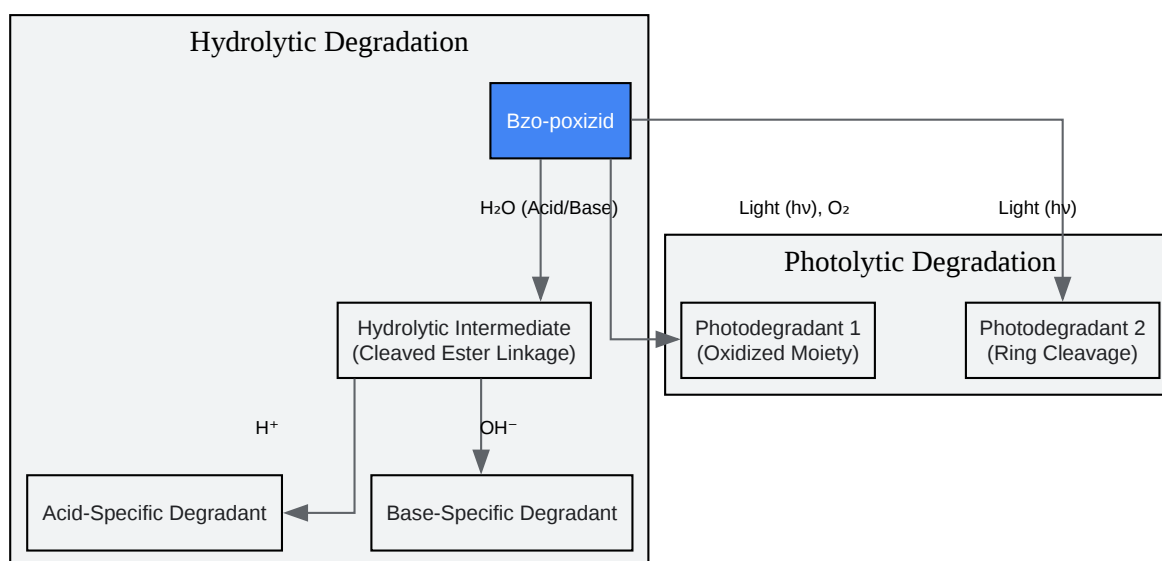 Hydrolytic Degradation
Bzo-poxizid
H₂O (Acid/Base)
Light (hν), O₂
Light (hν)
Photolytic Degradation
Hydrolytic Intermediate
(Cleaved Ester Linkage)
Photodegradant 1
(Oxidized Moiety)
Photodegradant 2
(Ring Cleavage)
H⁺
OH⁻
Acid-Specific Degradant
Base-Specific Degradant